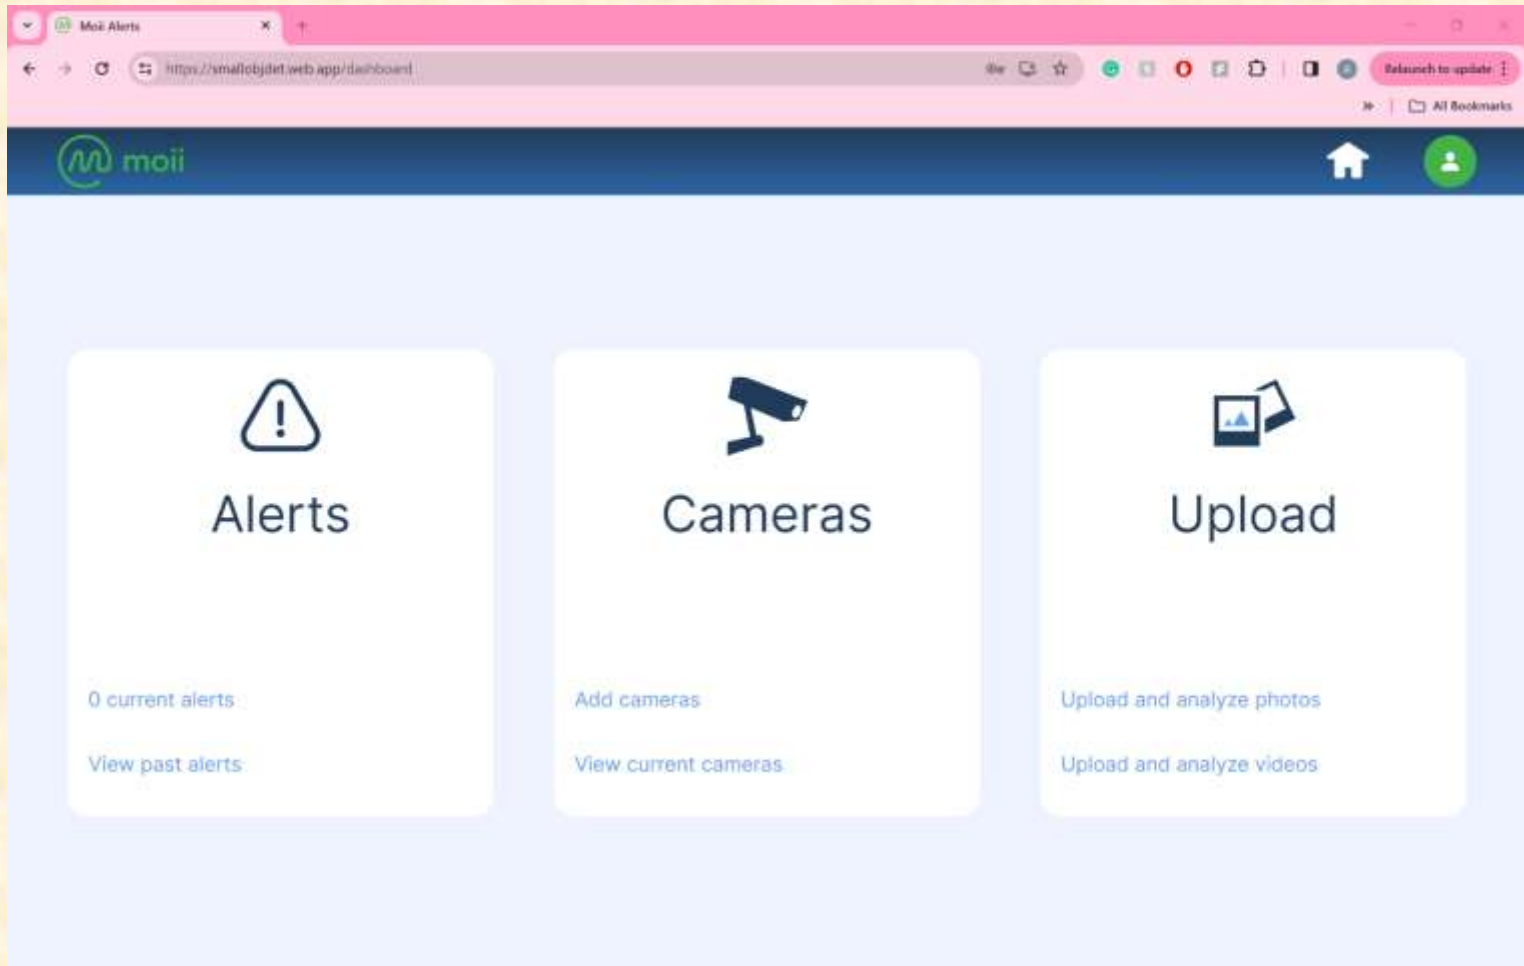 Moii Alerts
https://smallobjdet.web.app/dashboard
Relaunch to update
All Bookmarks
moii
Alerts
Cameras
Upload
0 current alerts
Add cameras
Upload and analyze photos
View past alerts
View current cameras
Upload and analyze videos